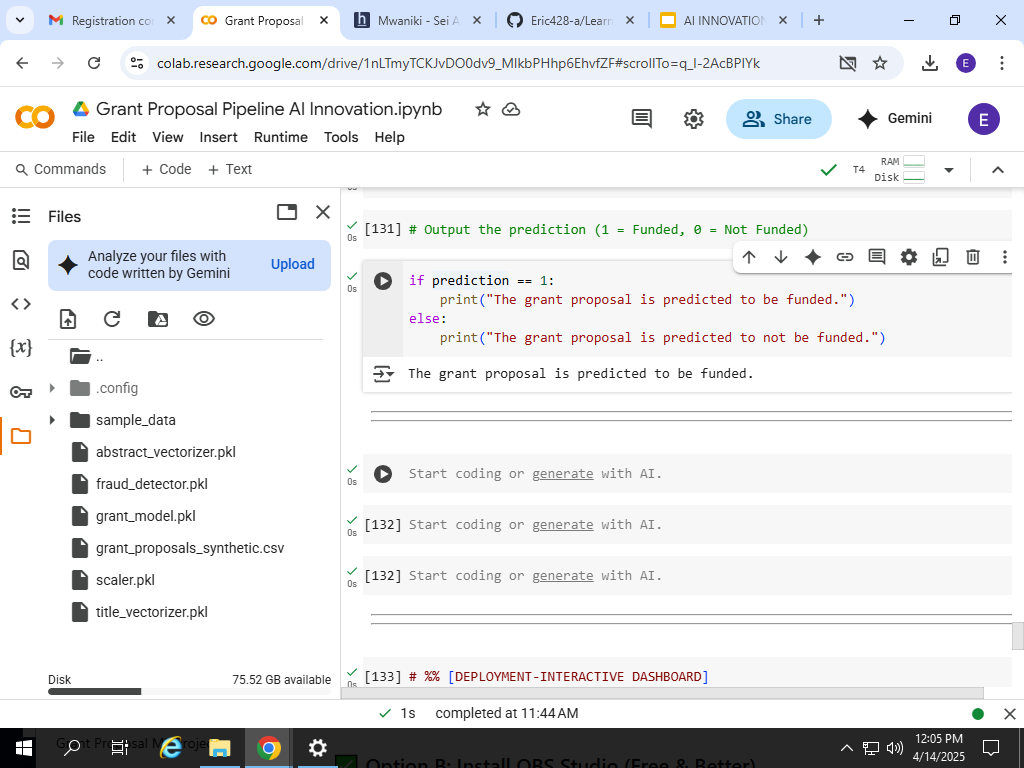 Registration co
Grant Proposal
Mwaniki - Sei A
Eric428-a/Learn
AI INNOVATION
colab.research.google.com/drive/1nLTmyTCKJvDO0dv9_MIkbPHhp6EhvfZF#scrollTo=q_I-2AcBPIYk
E
Grant Proposal Pipeline AI Innovation.ipynb
File Edit View Insert Runtime Tools Help
Share
Gemini
E
Commands + Code + Text
T4
RAM
Disk
Files
Analyze your files with
code written by Gemini
Upload
..
.config
sample_data
abstract_vectorizer.pkl
fraud_detector.pkl
grant_model.pkl
grant_proposals_synthetic.csv
scaler.pkl
title_vectorizer.pkl
Disk 75.52 GB available
0s
[131] # Output the prediction (1 = Funded, 0 = Not Funded)
0s
if prediction == 1:
print("The grant proposal is predicted to be funded.")
else:
print("The grant proposal is predicted to not be funded.")
The grant proposal is predicted to be funded.
Start coding or generate with AI.
0s
[132] Start coding or generate with AI.
0s
[132] Start coding or generate with AI.
0s
[133] # %% [DEPLOYMENT-INTERACTIVE DASHBOARD]
0s
1s completed at 11:44 AM
Option B: Install OBS Studio (Free & Better)
12:05 PM
4/14/2025